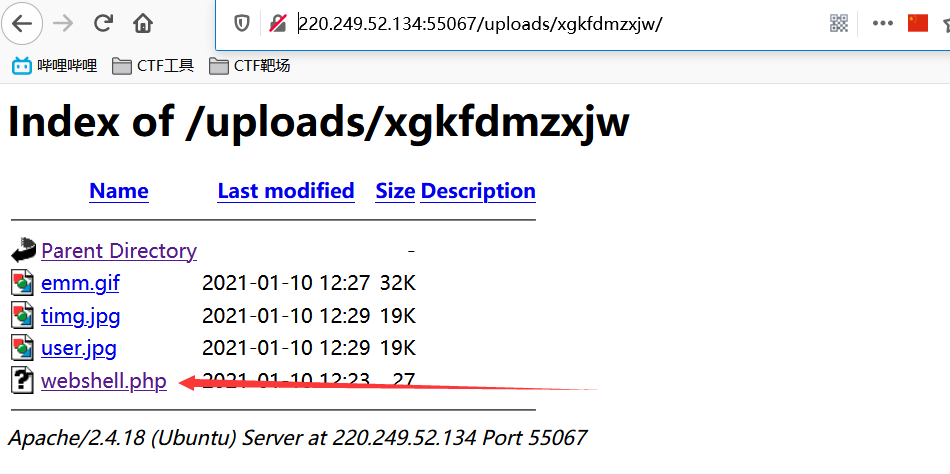 220.249.52.134:55067/uploads/xgkfdmzxjw/
哔哩哔哩 CTF工具 CTF靶场
Index of /uploads/xgkfdmzxjw
Name Last modified Size Description
Parent Directory -
emm.gif 2021-01-10 12:27 32K
timg.jpg 2021-01-10 12:29 19K
user.jpg 2021-01-10 12:29 19K
webshell.php 2021-01-10 12:23 27
Apache/2.4.18 (Ubuntu) Server at 220.249.52.134 Port 55067